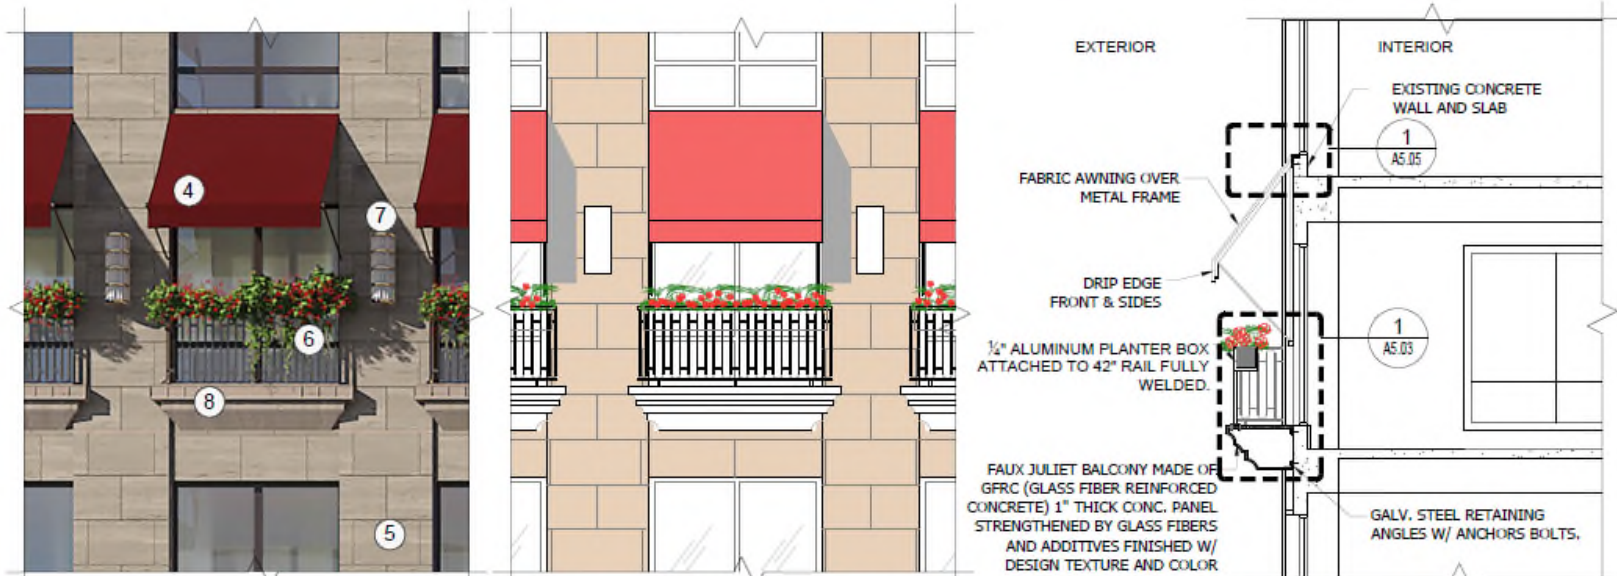 4
7
6
8
5
EXTERIOR
INTERIOR
EXISTING CONCRETE
WALL AND SLAB
1
A5.05
FABRIC AWNING OVER
METAL FRAME
DRIP EDGE
FRONT & SIDES
1
A5.03
¼" ALUMINUM PLANTER BOX
ATTACHED TO 42" RAIL FULLY
WELDED.
FAUX JULIET BALCONY MADE OF
GFRC (GLASS FIBER REINFORCED
CONCRETE) 1" THICK CONC. PANEL
STRENGTHENED BY GLASS FIBERS
AND ADDITIVES FINISHED W/
DESIGN TEXTURE AND COLOR
GALV. STEEL RETAINING
ANGLES W/ ANCHORS BOLTS.